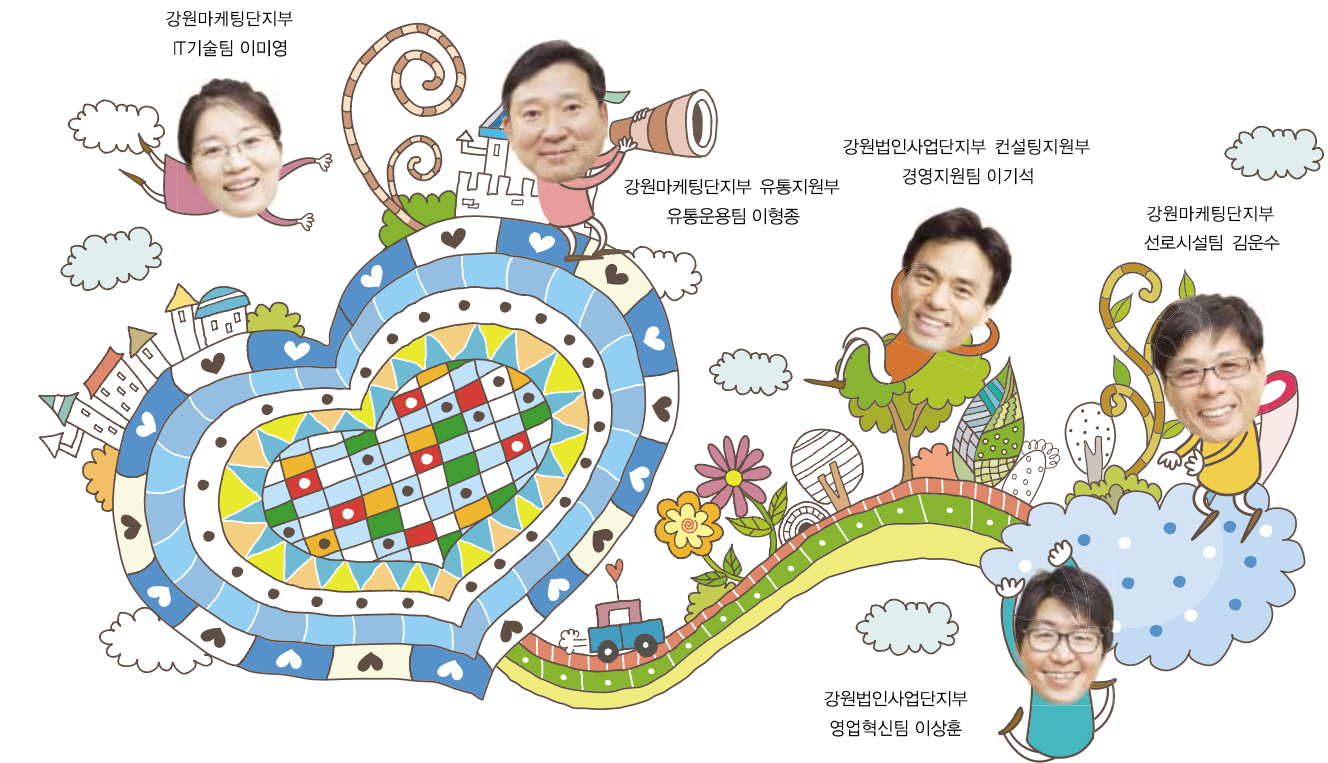 강원마케팅단지부
IT기술팀 이미영
강원마케팅단지부 유통지원부
유통운용팀 이형종
강원법인사업단지부 컨설팅지원부
경영지원팀 이기석
강원마케팅단지부
선로시설팀 김운수
강원법인사업단지부
영업혁신팀 이상훈